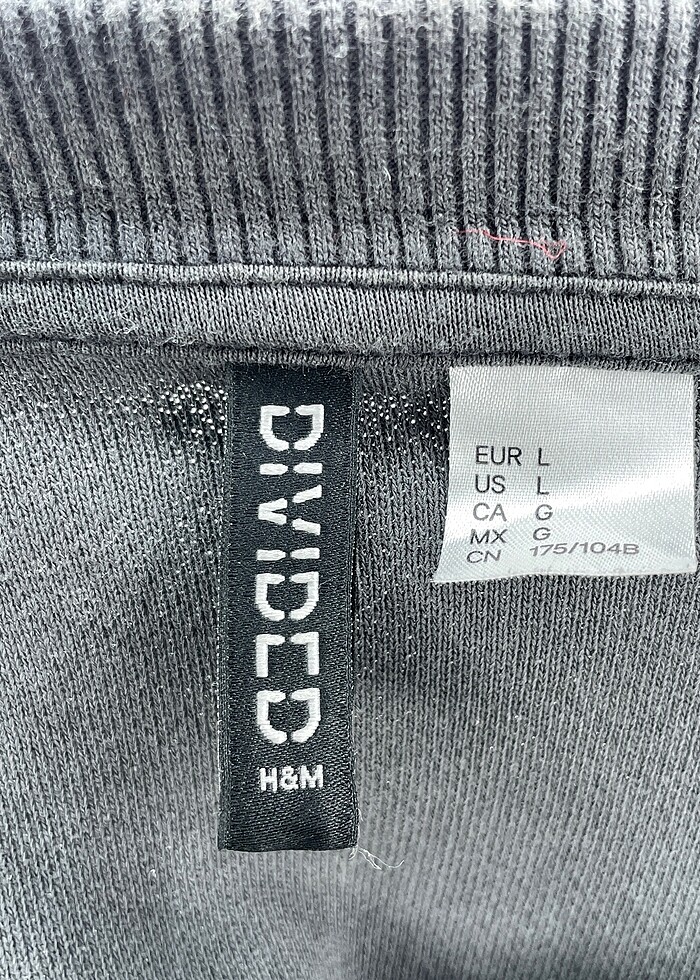 DIVIDED
H&M
EUR L
US L
CA G
MX G
CN 175/104B